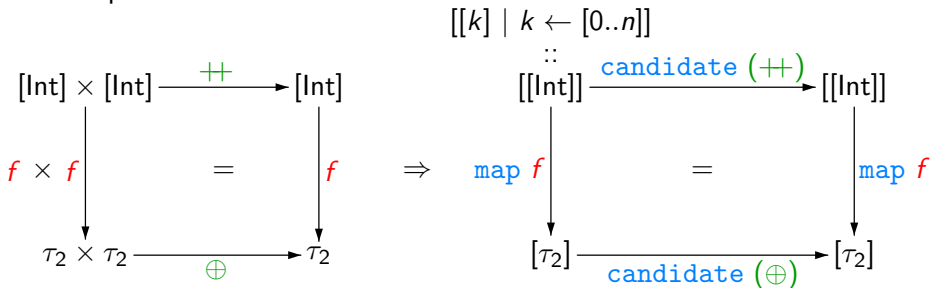 [[k] | k ← [0..n]]
::
[Int] × [Int] ++ [Int] [[Int]] candidate (++) [[Int]]
f × f = f ⇒ map f = map f
τ₂ × τ₂ ⊕ τ₂ [τ₂] candidate (⊕) [τ₂]